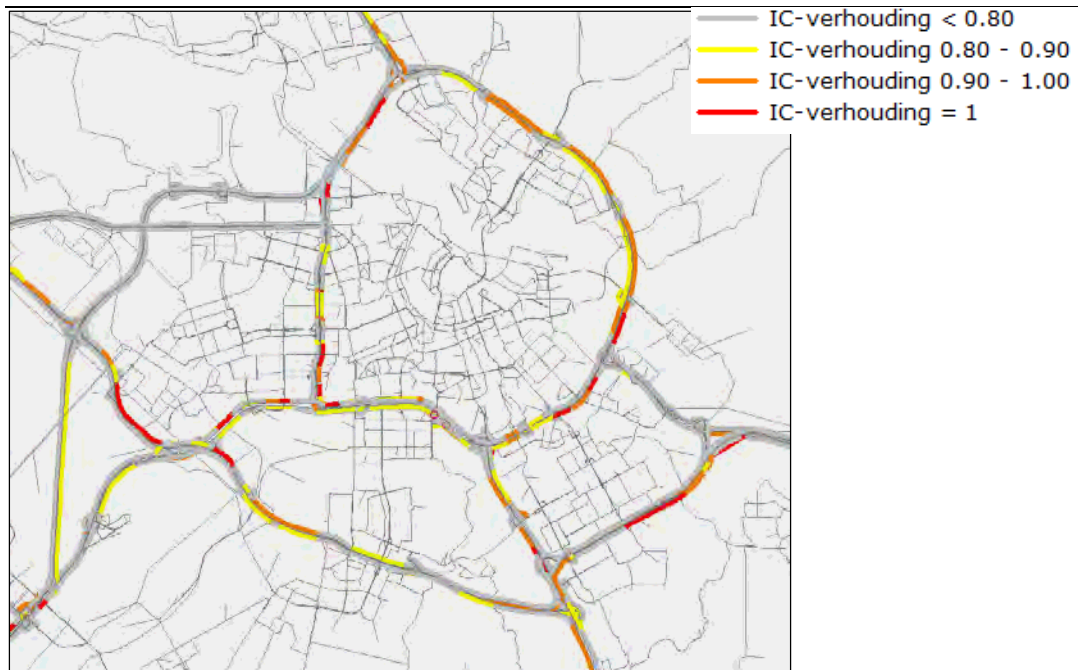 IC-verhouding < 0.80
IC-verhouding 0.80 - 0.90
IC-verhouding 0.90 - 1.00
IC-verhouding = 1